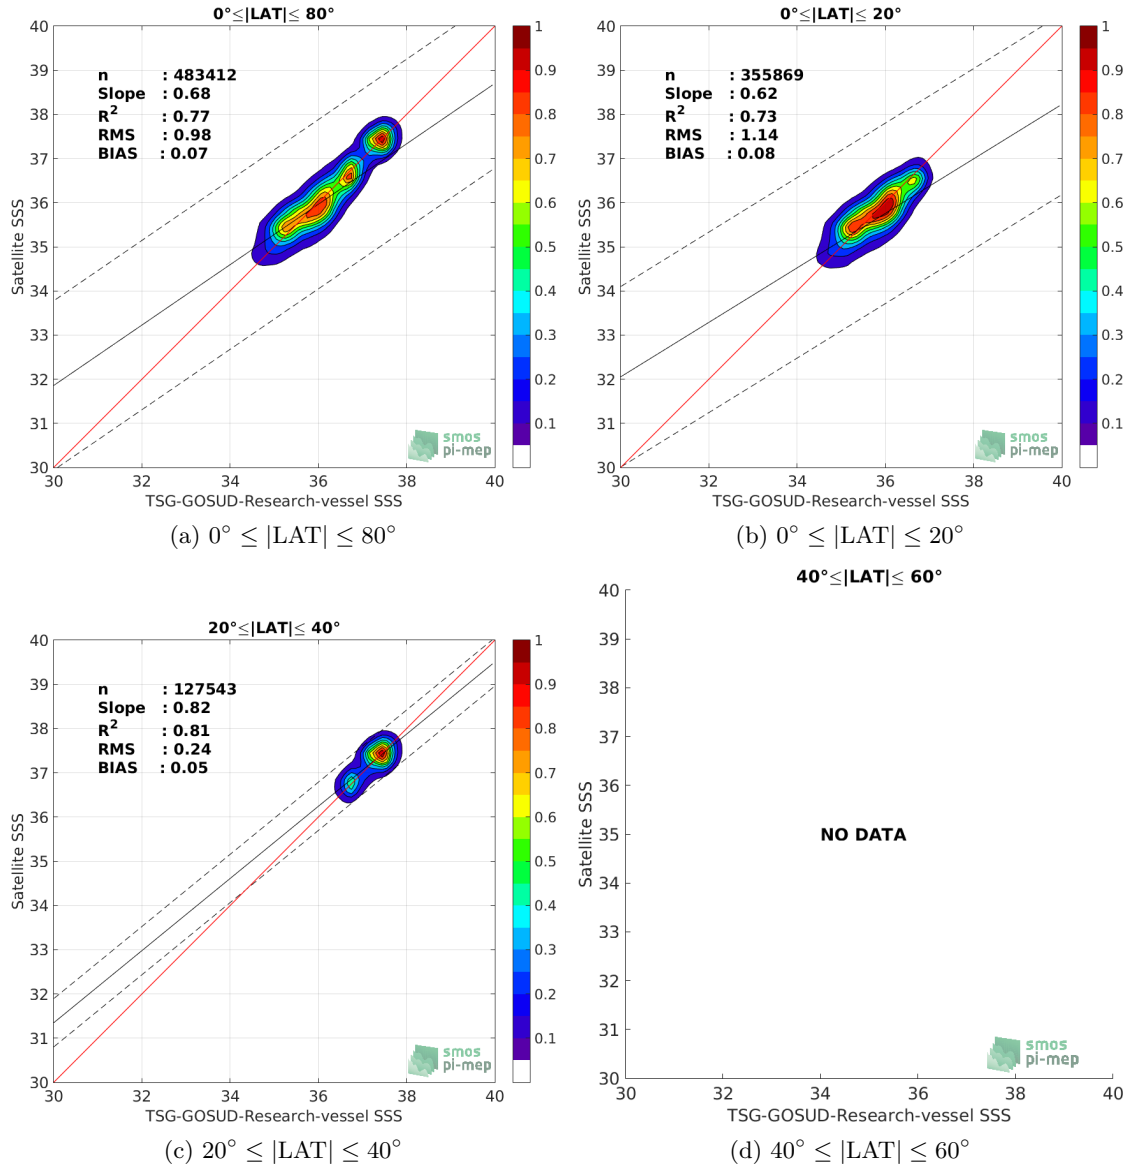 0°≤|LAT|≤ 80°
40
39
38
37
36
35
34
33
32
31
30
Satellite SSS
n : 483412
Slope : 0.68
R² : 0.77
RMS : 0.98
BIAS : 0.07
smos
pi-mep
30 32 34 36 38 40
TSG-GOSUD-Research-vessel SSS
1
0.9
0.8
0.7
0.6
0.5
0.4
0.3
0.2
0.1
(a) 0° ≤ |LAT| ≤ 80°
0°≤|LAT|≤ 20°
40
39
38
37
36
35
34
33
32
31
30
Satellite SSS
n : 355869
Slope : 0.62
R² : 0.73
RMS : 1.14
BIAS : 0.08
smos
pi-mep
30 32 34 36 38 40
TSG-GOSUD-Research-vessel SSS
1
0.9
0.8
0.7
0.6
0.5
0.4
0.3
0.2
0.1
(b) 0° ≤ |LAT| ≤ 20°
20°≤|LAT|≤ 40°
40
39
38
37
36
35
34
33
32
31
30
Satellite SSS
n : 127543
Slope : 0.82
R² : 0.81
RMS : 0.24
BIAS : 0.05
smos
pi-mep
30 32 34 36 38 40
TSG-GOSUD-Research-vessel SSS
1
0.9
0.8
0.7
0.6
0.5
0.4
0.3
0.2
0.1
(c) 20° ≤ |LAT| ≤ 40°
40°≤|LAT|≤ 60°
40
39
38
37
36
35
34
33
32
31
30
Satellite SSS
NO DATA
smos
pi-mep
30 32 34 36 38 40
TSG-GOSUD-Research-vessel SSS
(d) 40° ≤ |LAT| ≤ 60°